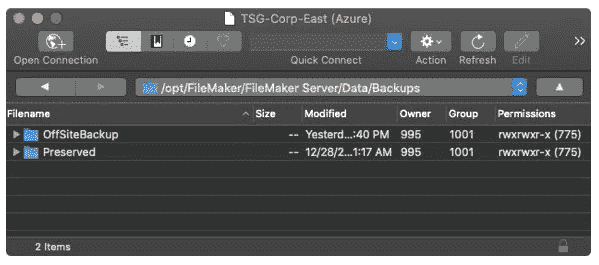 TSG-Corp-East (Azure)
Open Connection Quick Connect Action Refresh Edit
/opt/FileMaker/FileMaker Server/Data/Backups
Filename Size Modified Owner Group Permissions
OffSiteBackup -- Yesterd...:40 PM 995 1001 rwxrwxr-x (775)
Preserved -- 12/28/2...1:17 AM 995 1001 rwxrwxr-x (775)
2 Items